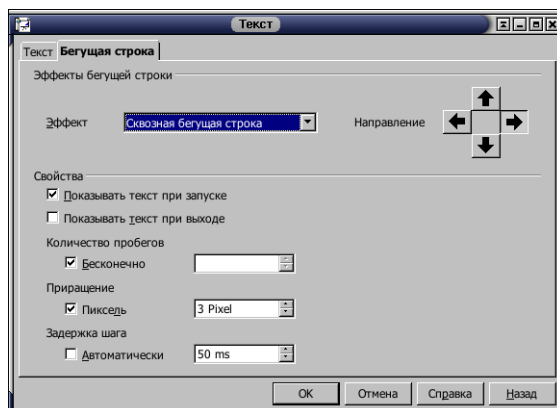 Текст
Текст Бегущая строка
Эффекты бегущей строки
Эффект Сквозная бегущая строка Направление
Свойства
Показывать текст при запуске
Показывать текст при выходе
Количество пробегов
Бесконечно
Приращение
Пиксель 3 Pixel
Задержка шага
Автоматически 50 ms
OK Отмена Справка Назад